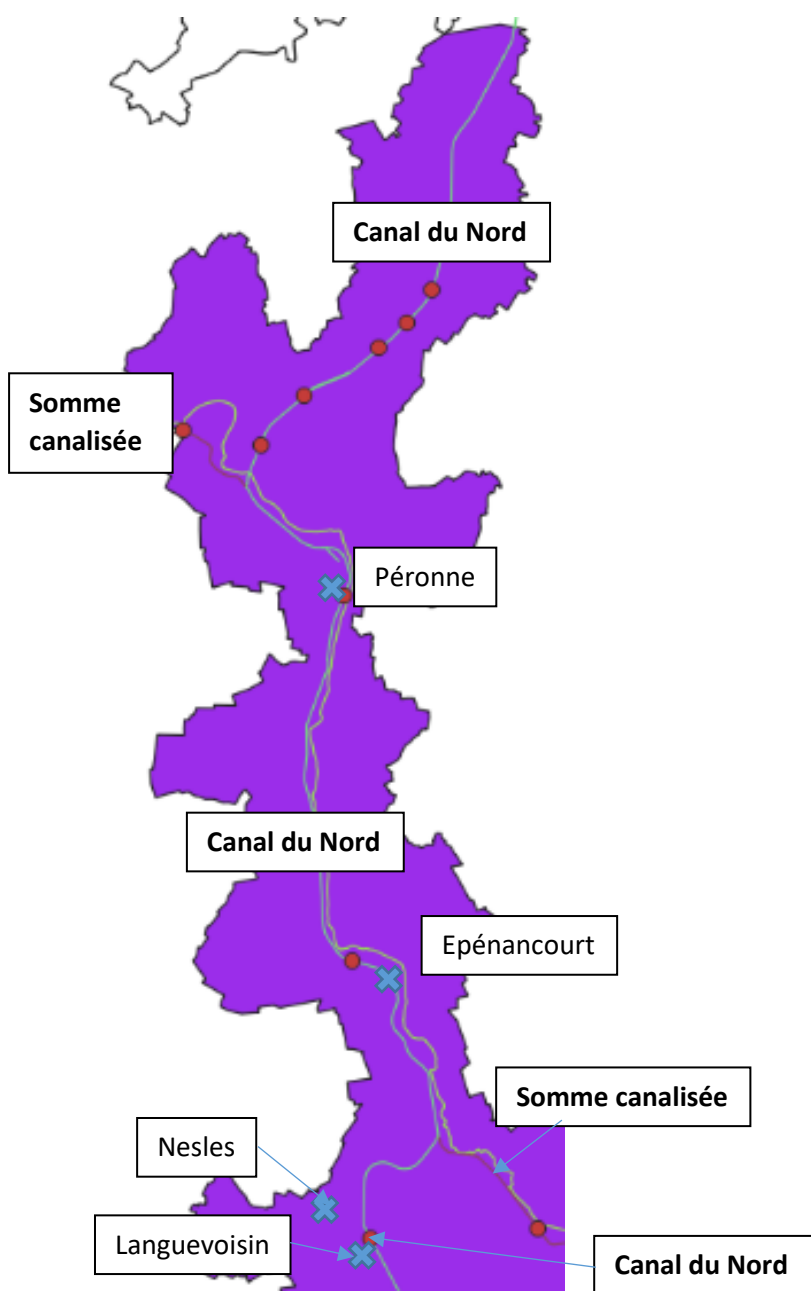 Canal du Nord
Somme
canalisée
Péronne
Canal du Nord
Epénancourt
Somme canalisée
Nesles
Languevoisin
Canal du Nord